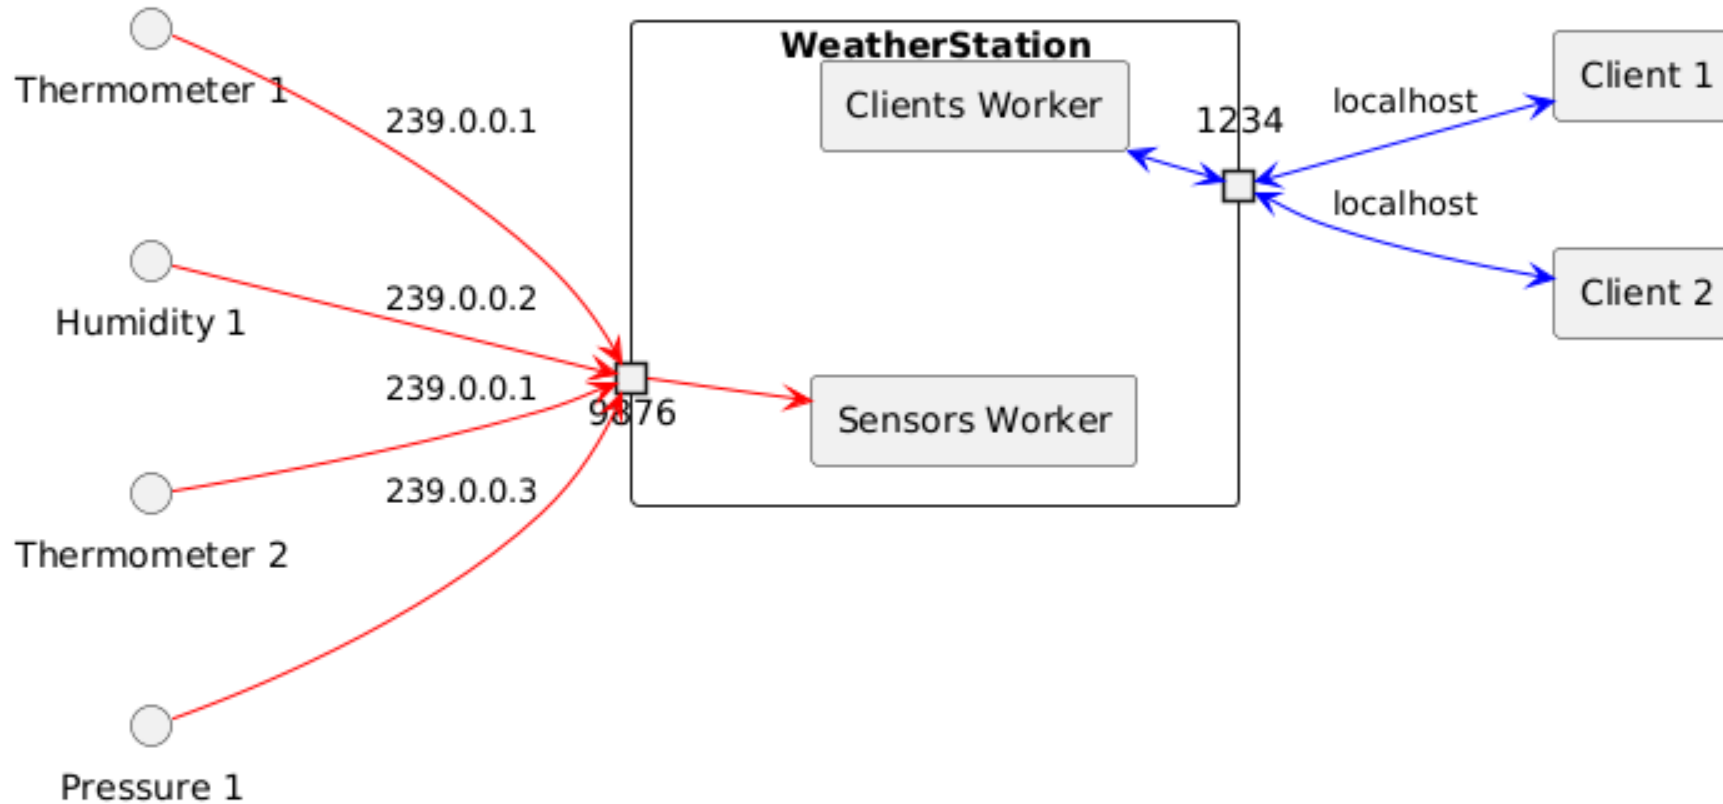 WeatherStation
Thermometer 1
239.0.0.1
Clients Worker
1234
localhost
Client 1
localhost
Humidity 1
239.0.0.2
Client 2
239.0.0.1
9876
Sensors Worker
Thermometer 2
239.0.0.3
Pressure 1